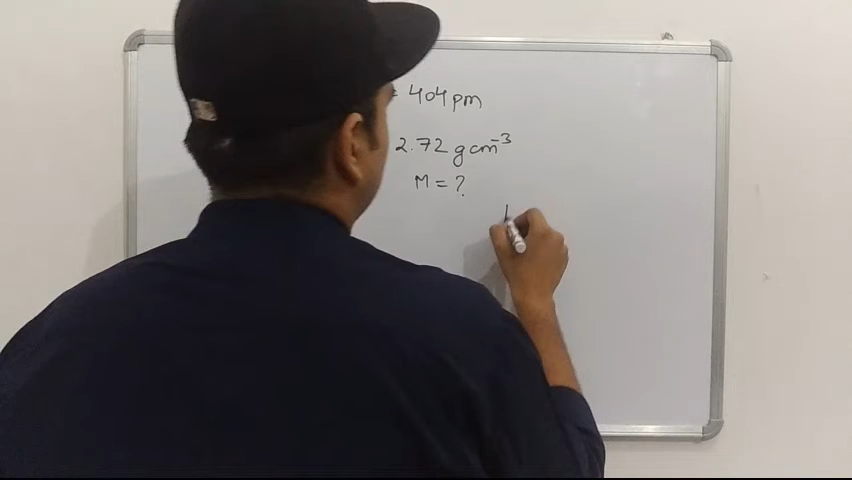 = 404 pm
2.72 g cm⁻³
M = ?